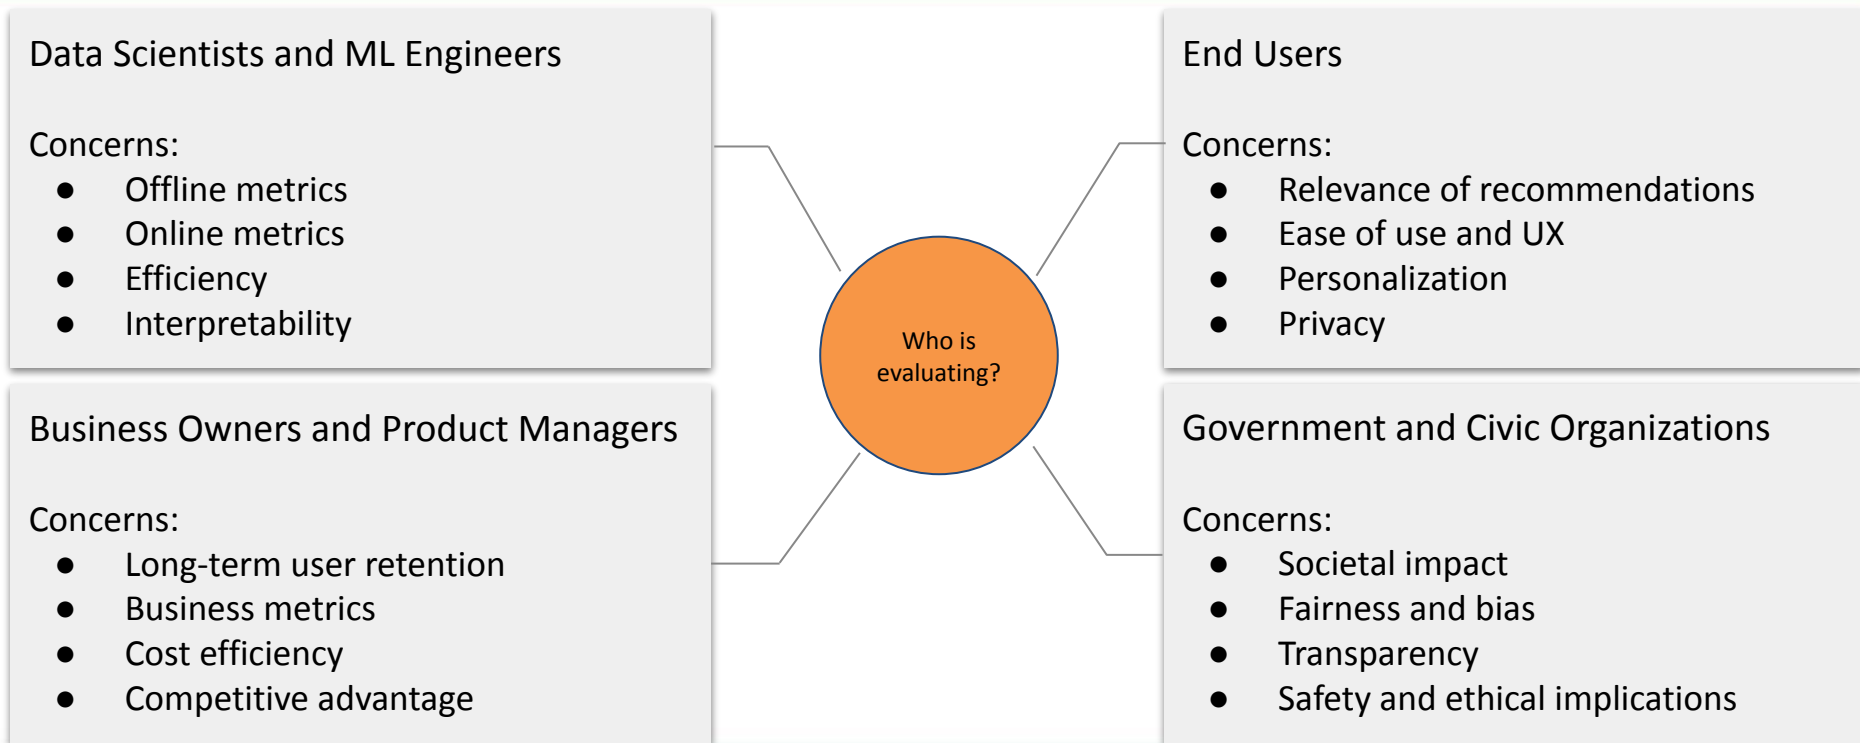 Data Scientists and ML Engineers
Concerns:
● Offline metrics
● Online metrics
● Efficiency
● Interpretability
End Users
Concerns:
● Relevance of recommendations
● Ease of use and UX
● Personalization
● Privacy
Who is
evaluating?
Business Owners and Product Managers
Concerns:
● Long-term user retention
● Business metrics
● Cost efficiency
● Competitive advantage
Government and Civic Organizations
Concerns:
● Societal impact
● Fairness and bias
● Transparency
● Safety and ethical implications